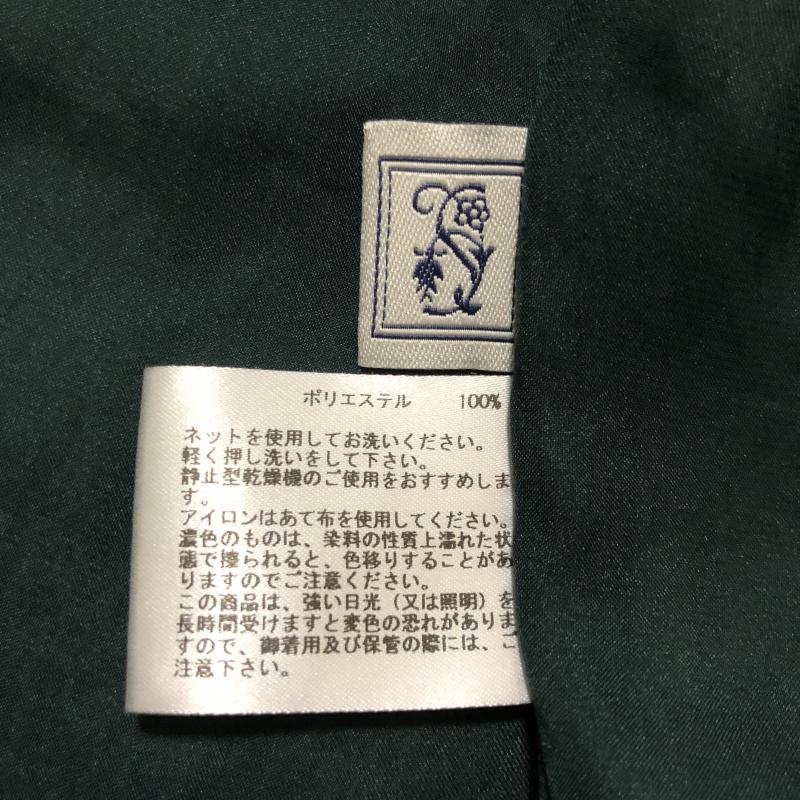 ポリエステル 100%
ネットを使用してお洗いください。
軽く押し洗いをして下さい。
静止型乾燥機のご使用をおすすめしま
す。
アイロンはあて布を使用してください。
濃色のものは、染料の性質上濡れた状
態で擦られると、色移りすることがあ
りますのでご注意ください。
この商品は、強い日光（又は照明）を
長時間受けますと変色の恐れがありま
すので、御着用及び保管の際には、ご
注意下さい。